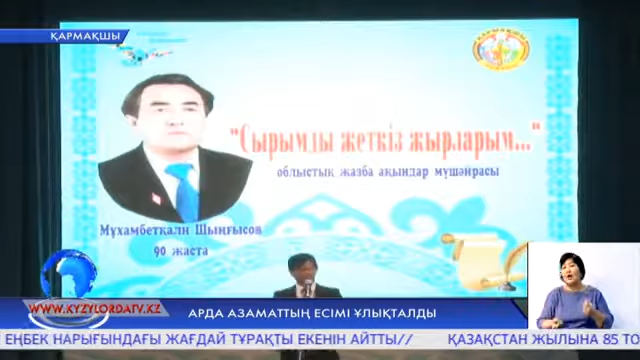 ҚАРМАҚШЫ
"Сырымды жеткіз жырларым..."
облыстық жазба ақындар мүшәйрасы
Мұхамбетқали Шыңғысов
90 жаста
WWW.KYZYLORDATV.KZ
АРДА АЗАМАТТЫҢ ЕСІМІ ҰЛЫҚТАЛДЫ
ЕҢБЕК НАРЫҒЫНДАҒЫ ЖАҒДАЙ ТҰРАҚТЫ ЕКЕНІН АЙТТЫ// ҚАЗАҚСТАН ЖЫЛЫНА 85 ТО